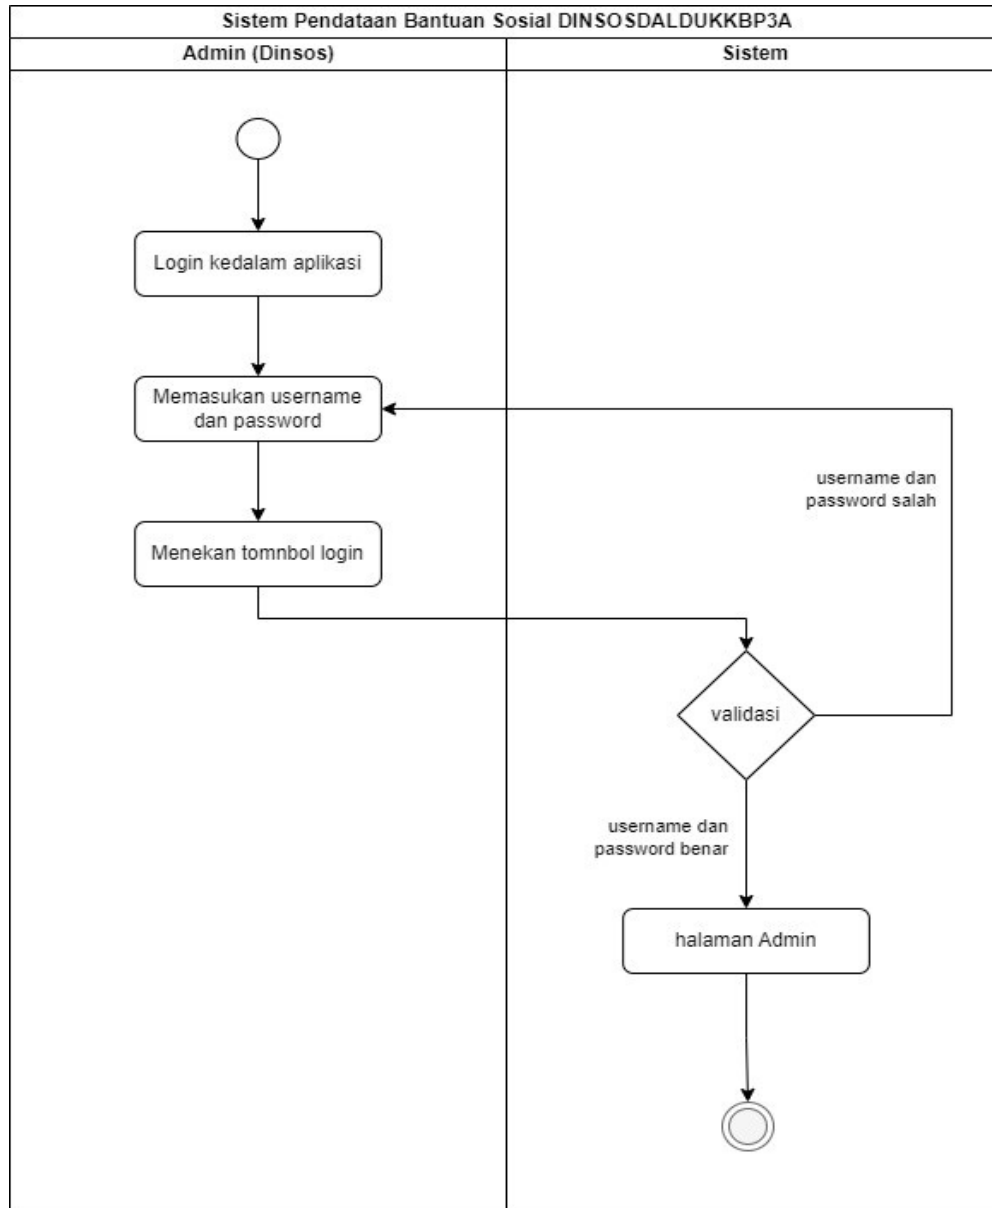 Sistem Pendataan Bantuan Sosial DINSOSDALDUKKBP3A
Admin (Dinsos)
Sistem
Login kedalam aplikasi
Memasukan username
dan password
username dan
password salah
Menekan tomnbol login
validasi
username dan
password benar
halaman Admin